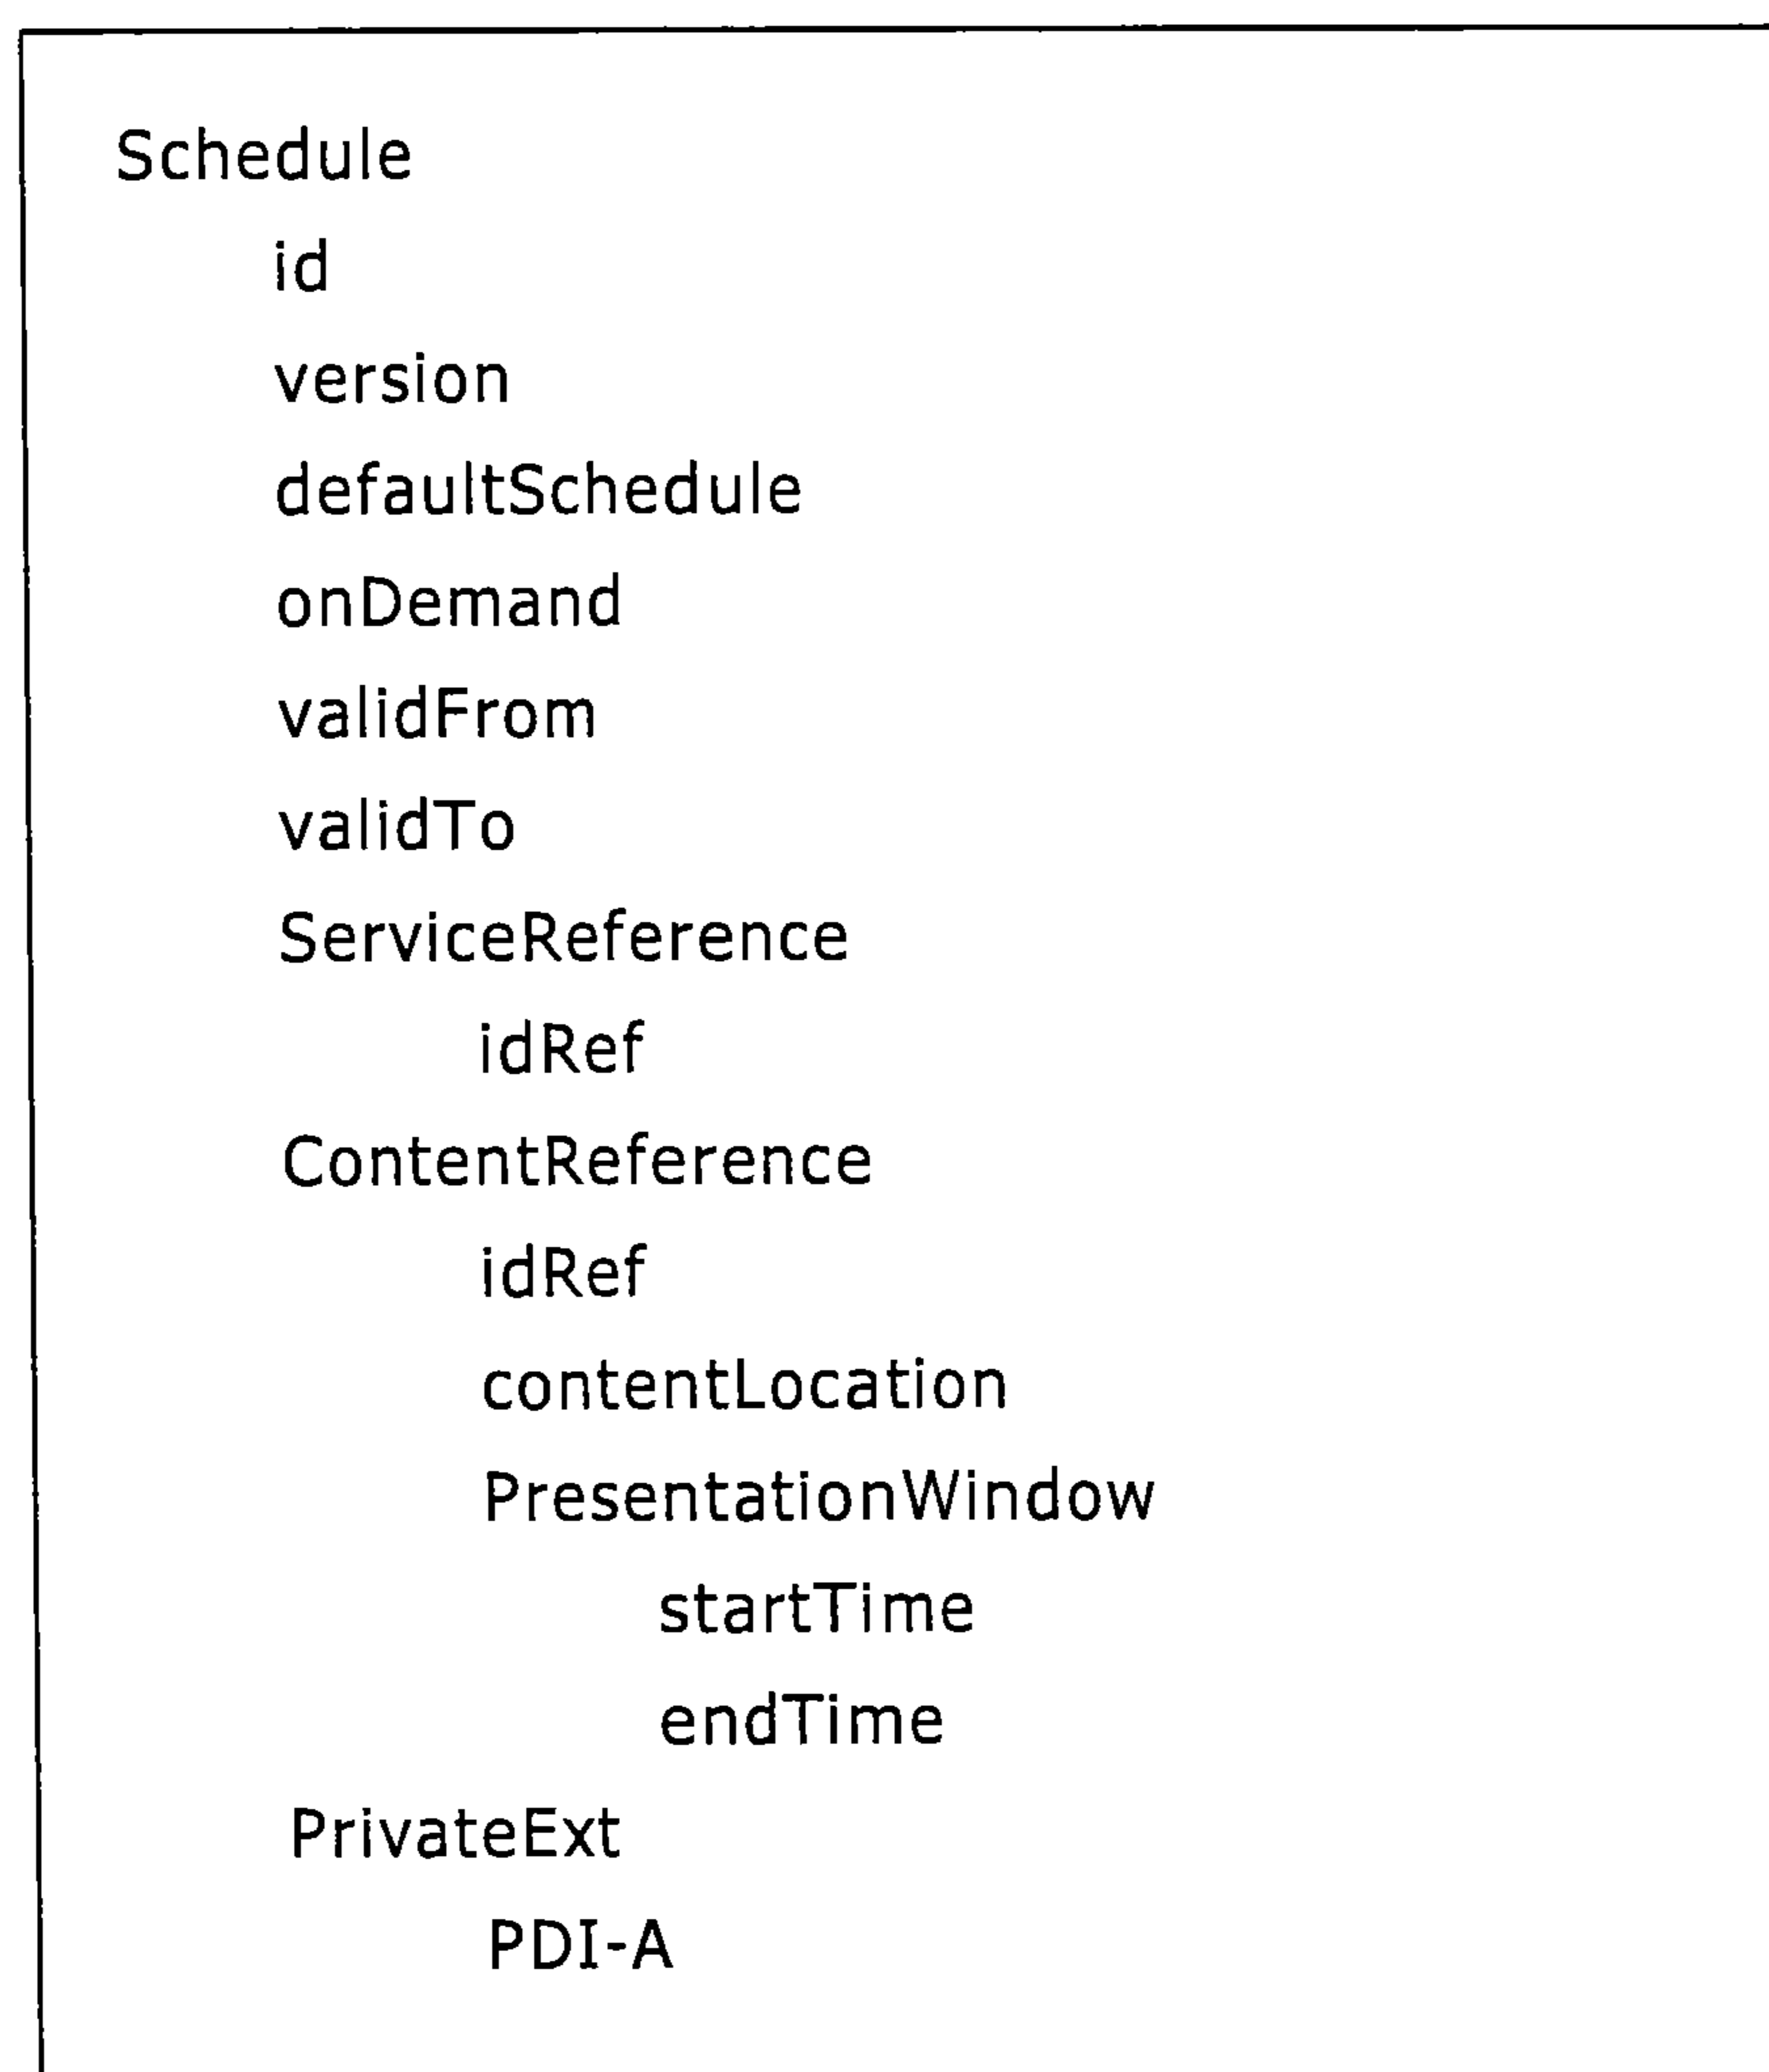 Schedule
id
version
defaultSchedule
onDemand
validFrom
validTo
ServiceReference
idRef
ContentReference
idRef
contentLocation
PresentationWindow
startTime
endTime
PrivateExt
PDI-A